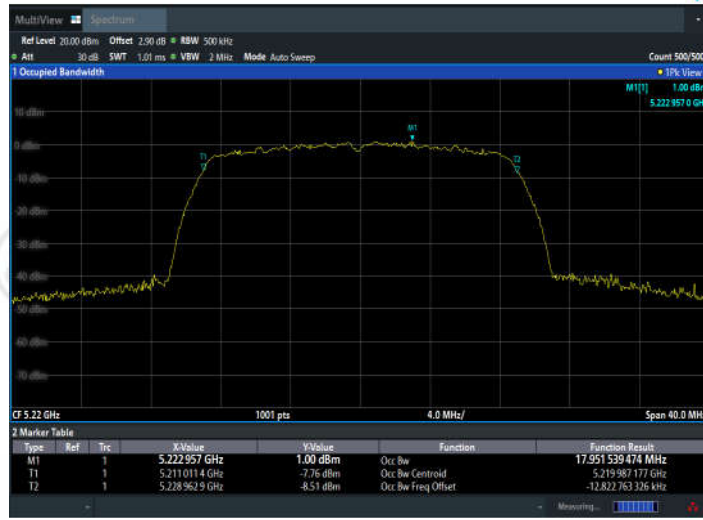 MultiView Spectrum
Ref Level 20.00 dBm Offset 2.90 dB RBW 500 kHz
Att 30 dB SWT 1.01 ms VBW 2 MHz Mode Auto Sweep Count 500/500
1 Occupied Bandwidth 1Pk View
M1[1] 1.00 dBm
5.222 957 0 GH
10 dBm
M1
0 dBm
T1 T2
-10 dBm
-20 dBm
-30 dBm
-40 dBm
-50 dBm
-60 dBm
-70 dBm
CF 5.22 GHz 1001 pts 4.0 MHz/ Span 40.0 MH
2 Marker Table
Type Ref Trc X-Value Y-Value Function Function Result
M1 1 5.222 957 GHz 1.00 dBm Occ Bw 17.951 539 474 MHz
T1 1 5.211 011 4 GHz -7.76 dBm Occ Bw Centroid 5.219 987 177 GHz
T2 1 5.228 962 9 GHz -8.51 dBm Occ Bw Freq Offset -12.822 763 326 kHz
Measuring...